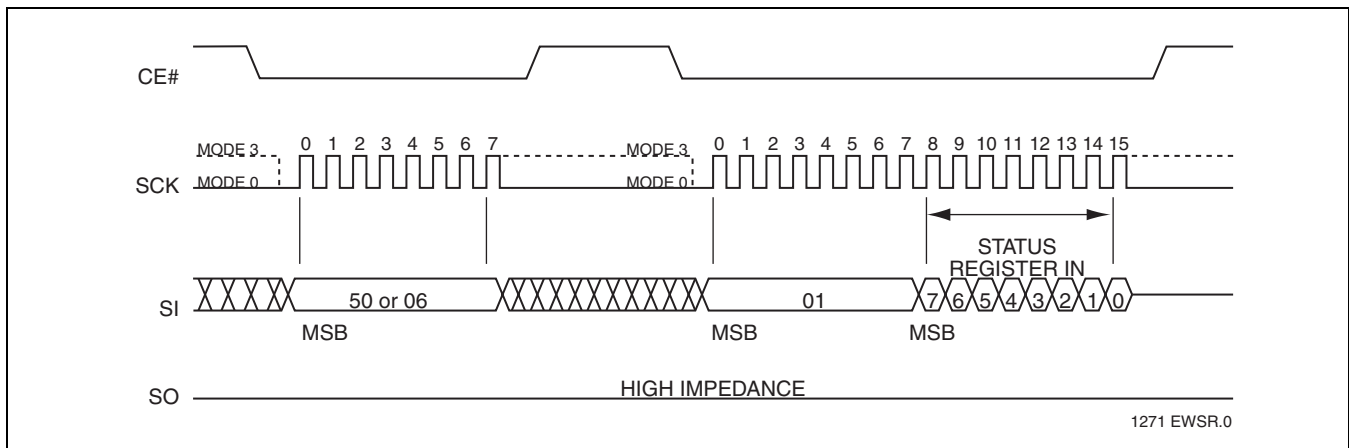 CE#
MODE 3 0 1 2 3 4 5 6 7 MODE 3 0 1 2 3 4 5 6 7 8 9 10 11 12 13 14 15
SCK MODE 0 MODE 0
STATUS
REGISTER IN
SI 50 or 06 01 7 6 5 4 3 2 1 0
MSB MSB MSB
SO HIGH IMPEDANCE
1271 EWSR.0